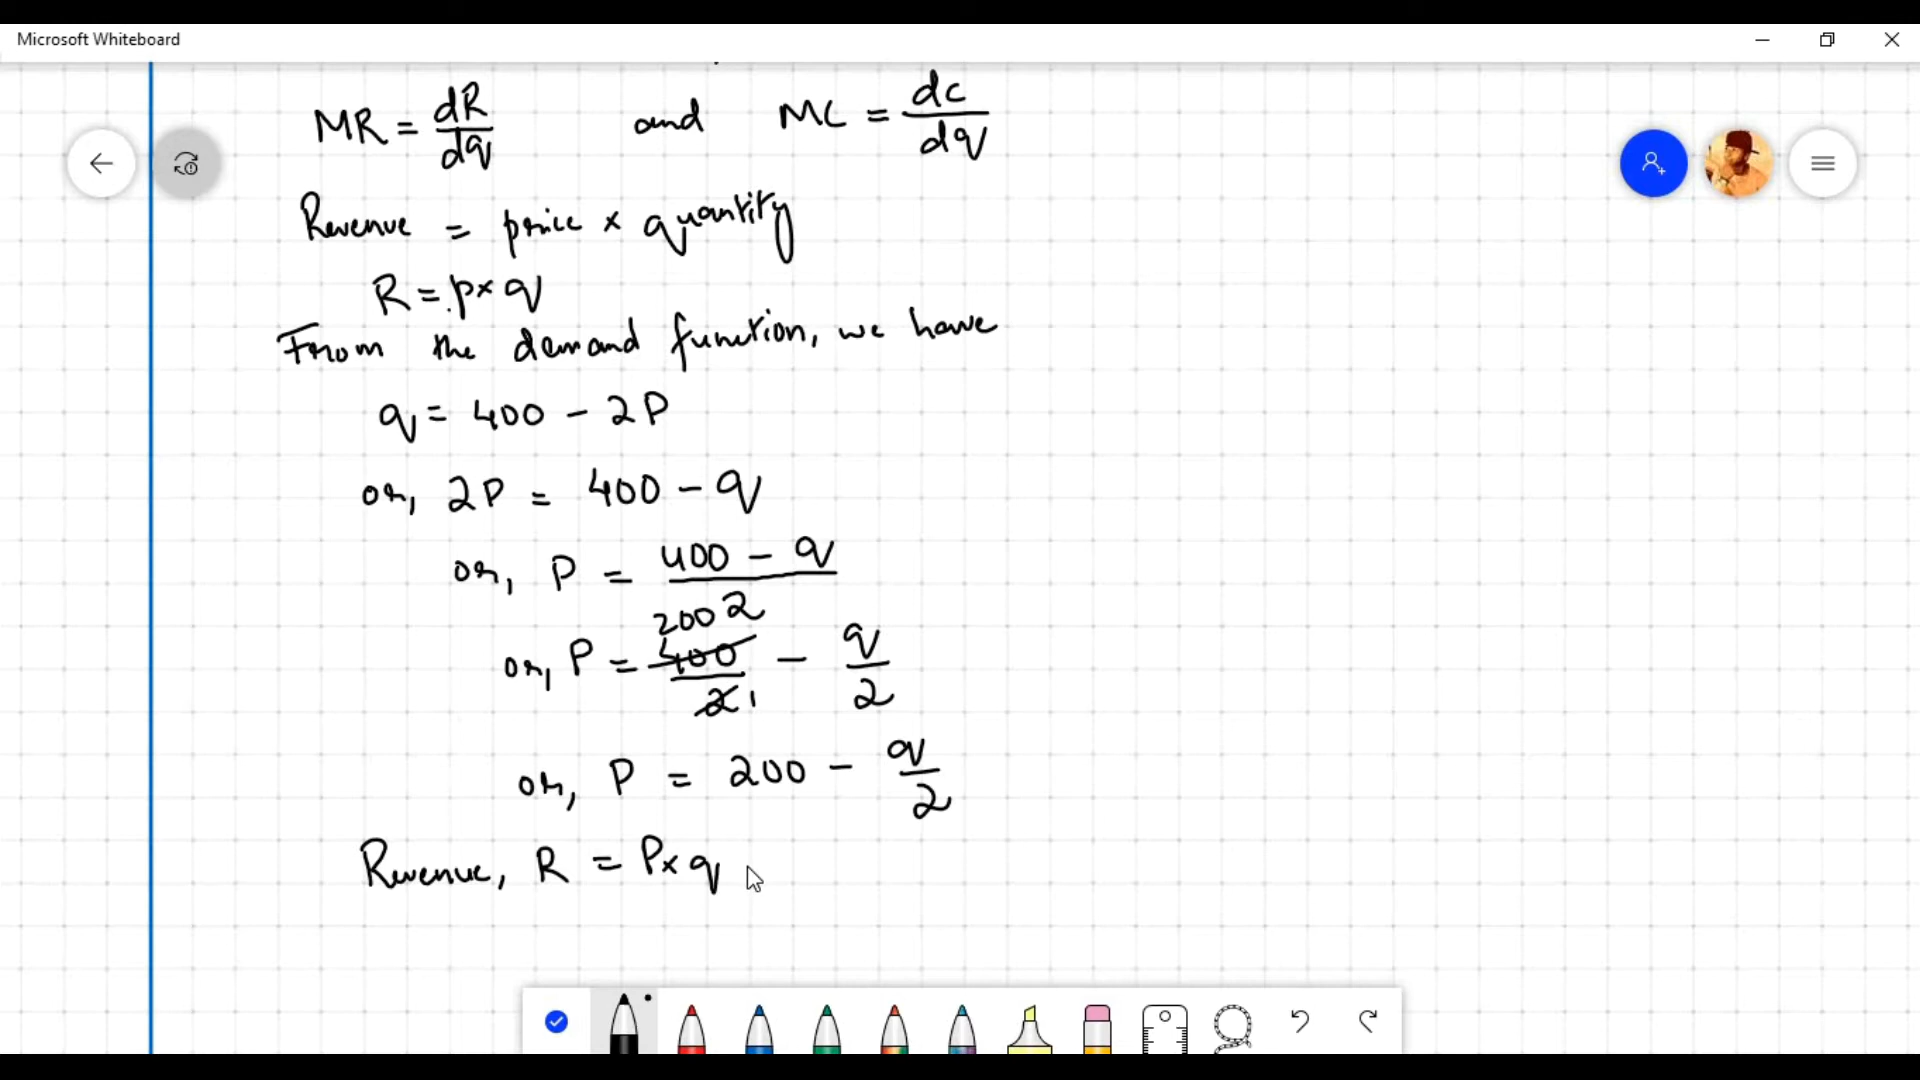 Microsoft Whiteboard
MR = dR/dq and MC = dc/dq
Revenue = price × quantity
R = p × q
From the demand function, we have
q = 400 - 2P
or, 2P = 400 - q
or, P = 400 - q / 2
or, P = 200 400/2 1 - q/2
or, P = 200 - q/2
Revenue, R = P × q